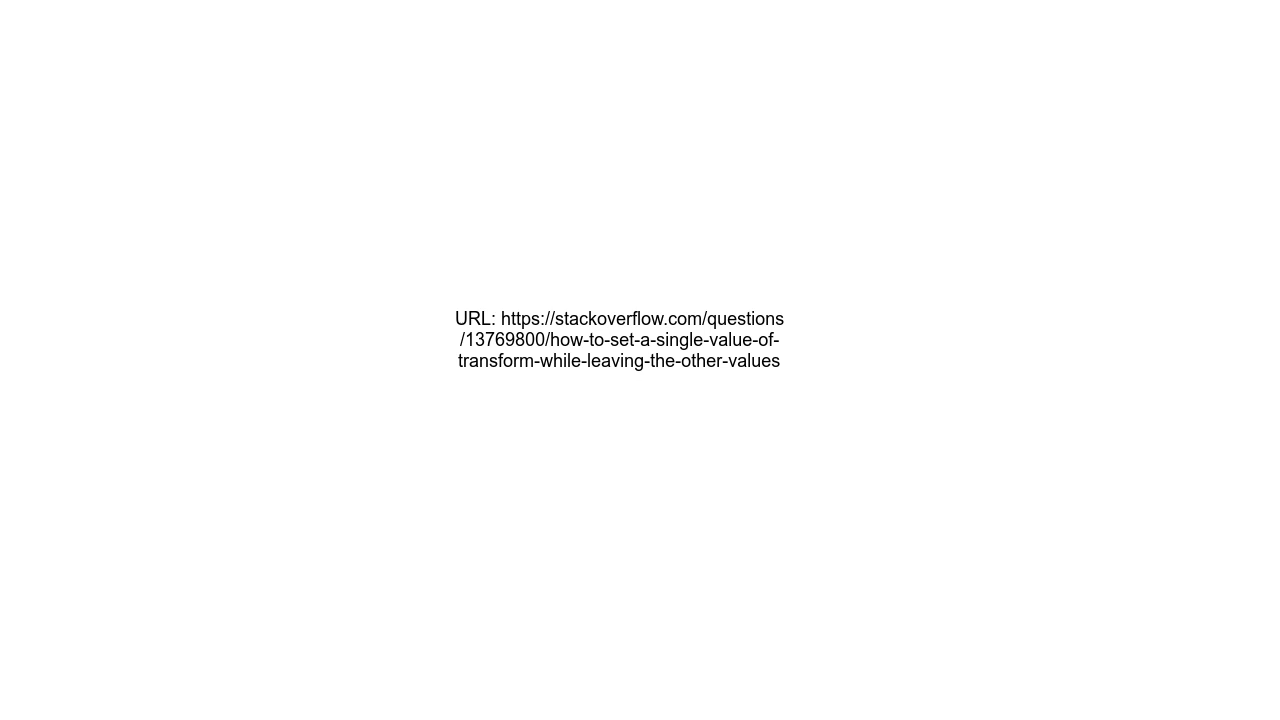 URL: https://stackoverflow.com/questions
/13769800/how-to-set-a-single-value-of-
transform-while-leaving-the-other-values